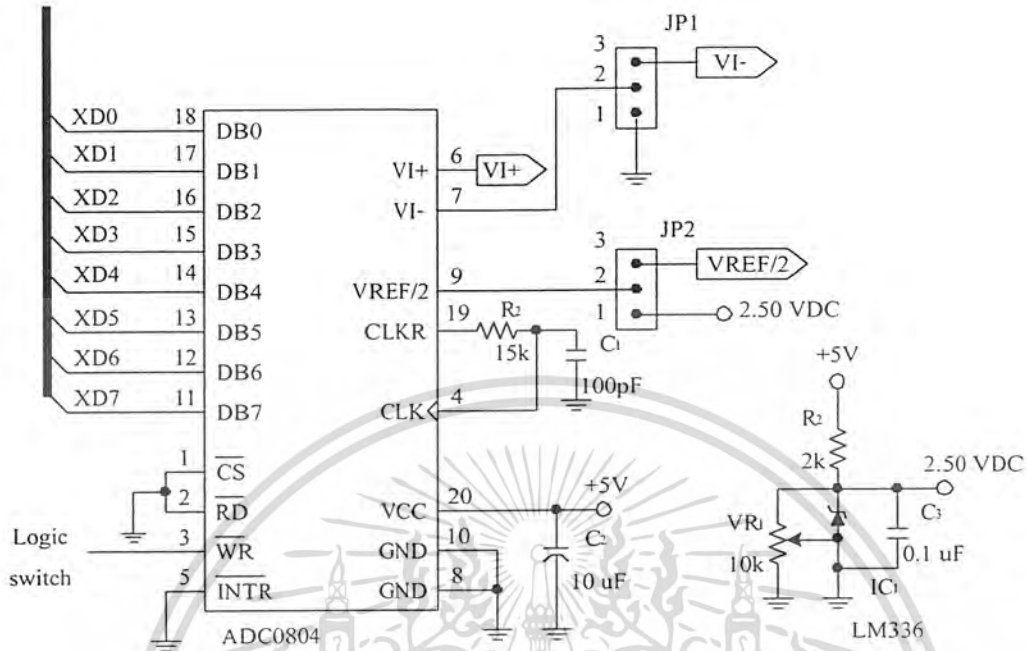 JP1
3
VI-
2
1
XD0 18 DB0
XD1 17 DB1
XD2 16 DB2
XD3 15 DB3
XD4 14 DB4
XD5 13 DB5
XD6 12 DB6
XD7 11 DB7
VI+ 6 VI+
VI- 7
JP2
3
VREF/2
2
1
2.50 VDC
VREF/2 9
CLKR 19 R2
15k
C1
100pF
CLK 4
1 CS
2 RD
Logic switch
3 WR
5 INTR
VCC 20
+5V
GND 10
C2
10 uF
GND 8
ADC0804
+5V
R2
2k
2.50 VDC
VR1
10k
C3
0.1 uF
IC1
LM336